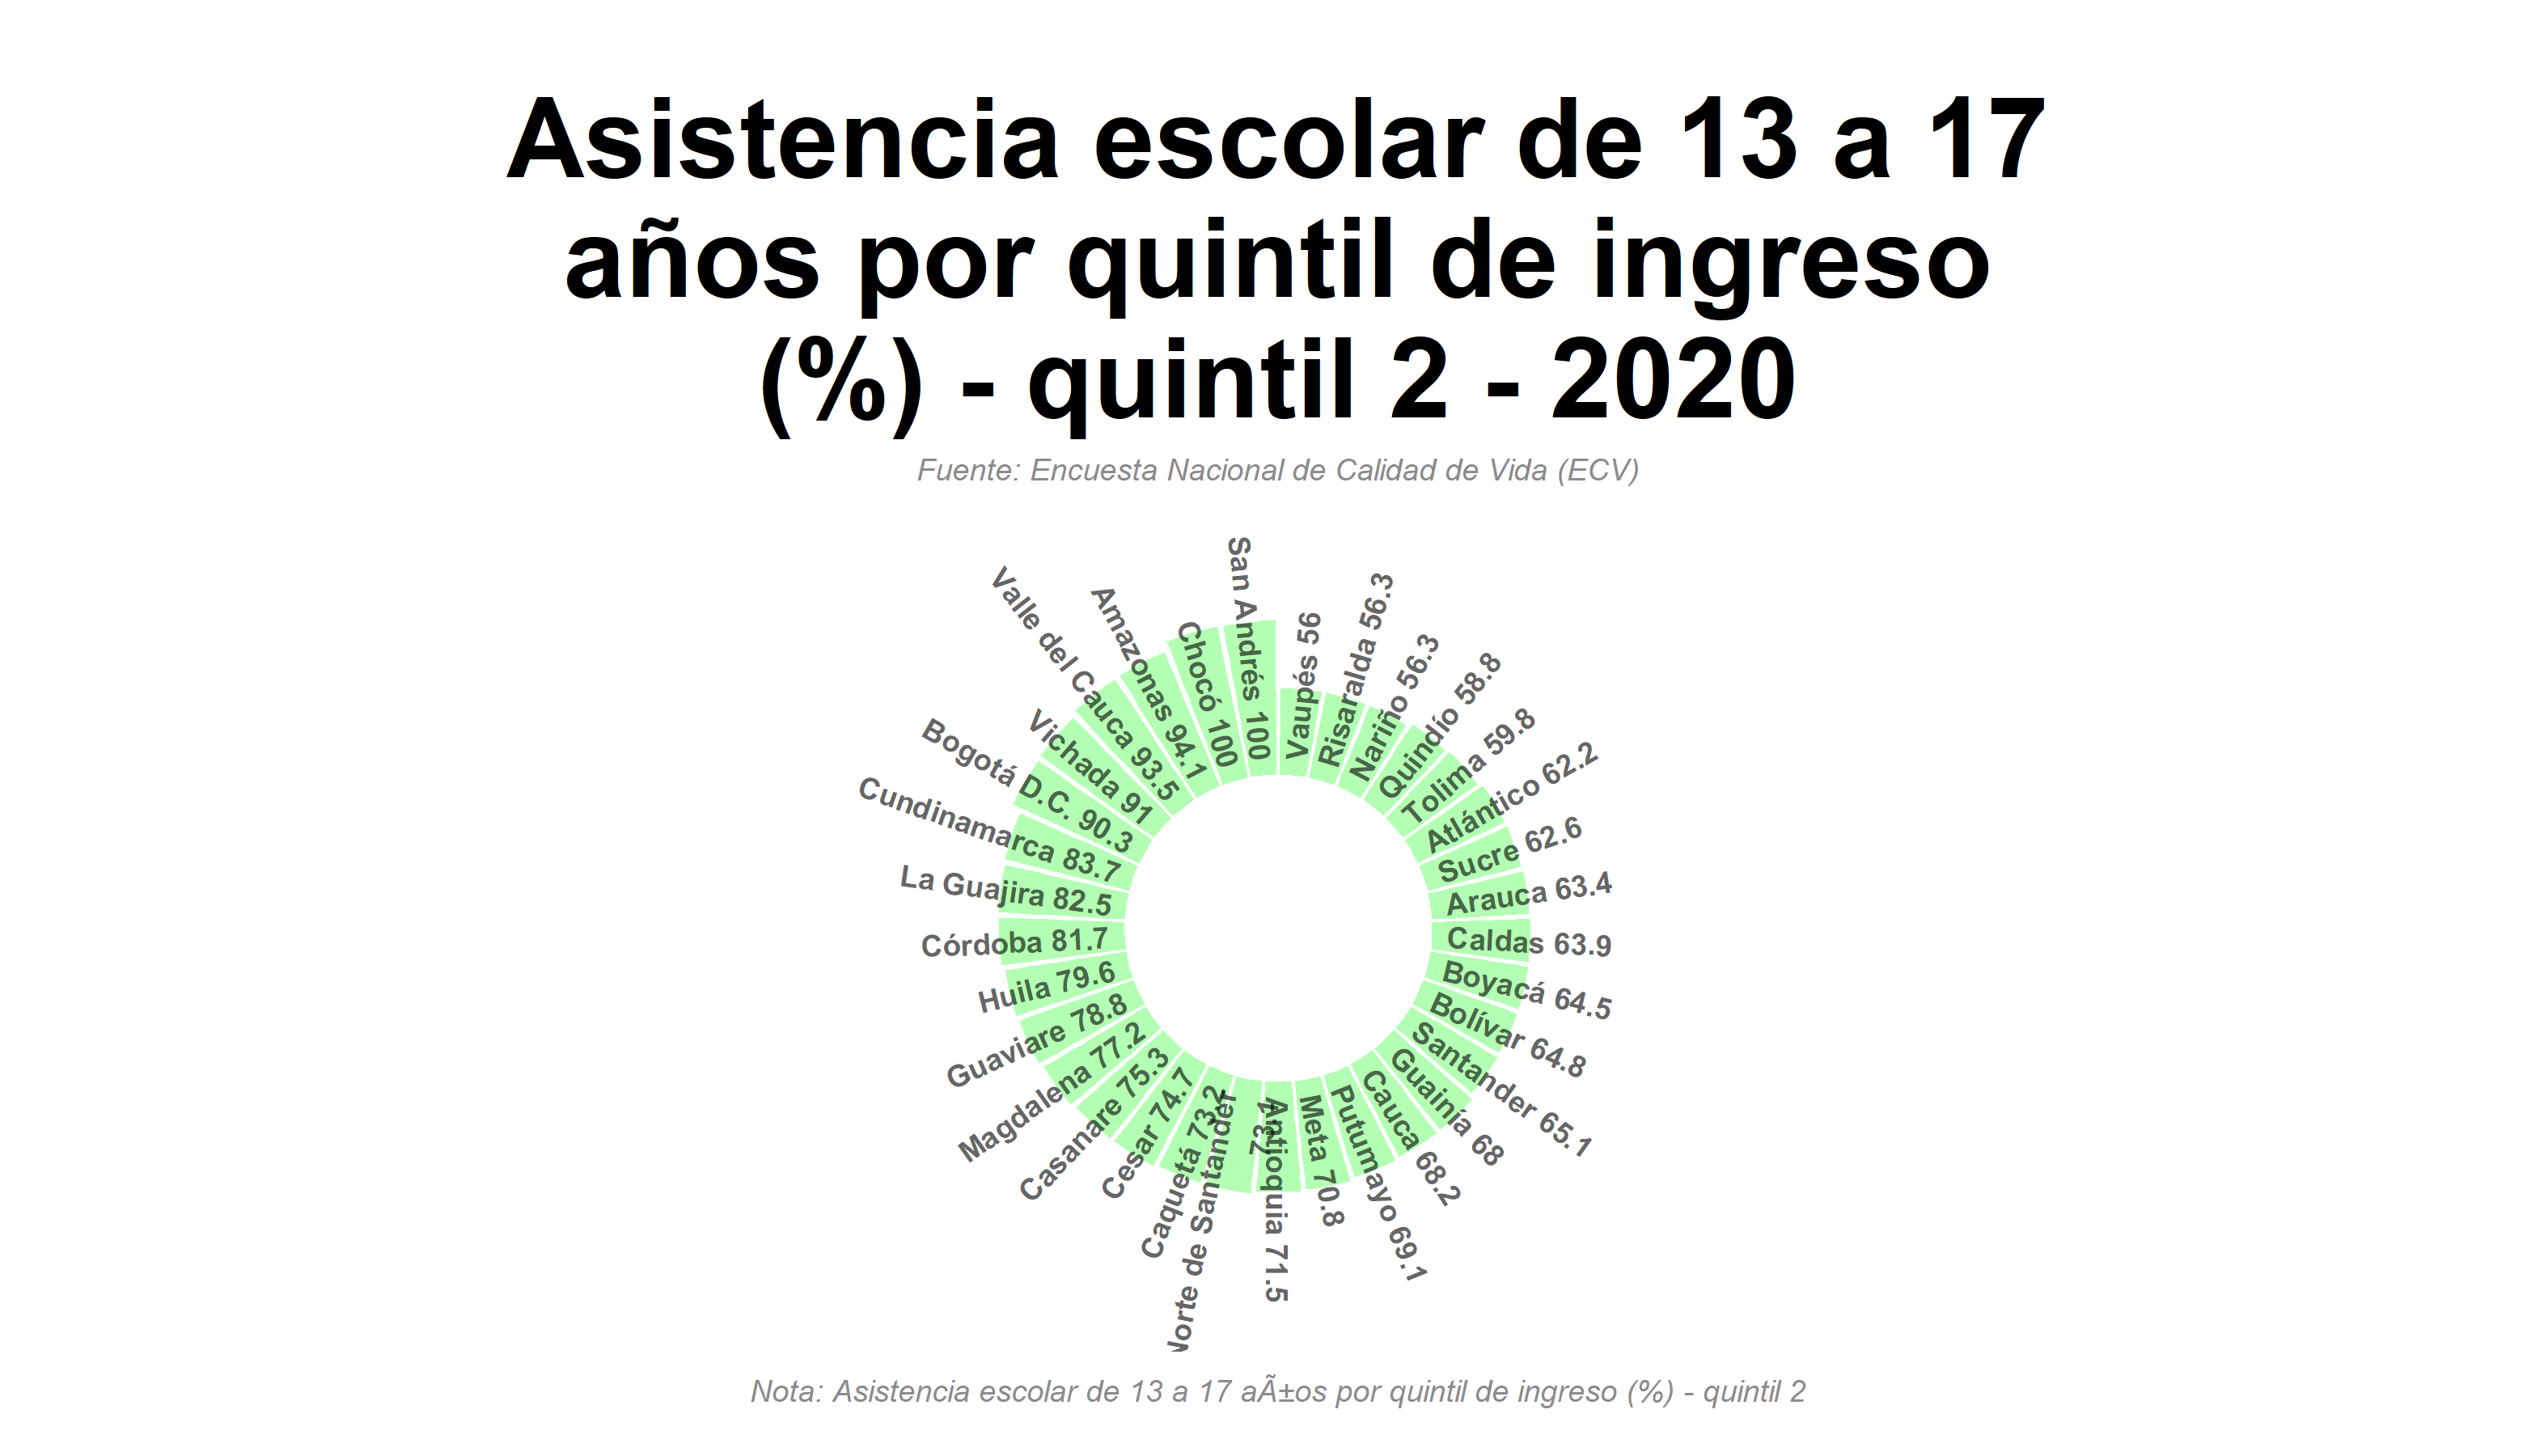 Asistencia escolar de 13 a 17
años por quintil de ingreso
(%) - quintil 2 - 2020
Fuente: Encuesta Nacional de Calidad de Vida (ECV)
Vaupés 56
Risaralda 56.3
Nariño 56.3
Quindío 58.8
Tolima 59.8
Atlántico 62.2
Sucre 62.6
Arauca 63.4
Caldas 63.9
Boyacá 64.5
Bolívar 64.8
Santander 65.1
Guainía 68
Cauca 68.2
Putumayo 69.1
Meta 70.8
Antioquia 71.5
Norte de Santander
Caquetá 73.2
Cesar 74.7
Casanare 75.3
Magdalena 77.2
Guaviare 78.8
Huila 79.6
Córdoba 81.7
La Guajira 82.5
Cundinamarca 83.7
Bogotá D.C. 90.3
Vichada 91
Valle del Cauca 93.5
Amazonas 94.1
Chocó 100
San Andrés 100
Nota: Asistencia escolar de 13 a 17 aÃ±os por quintil de ingreso (%) - quintil 2